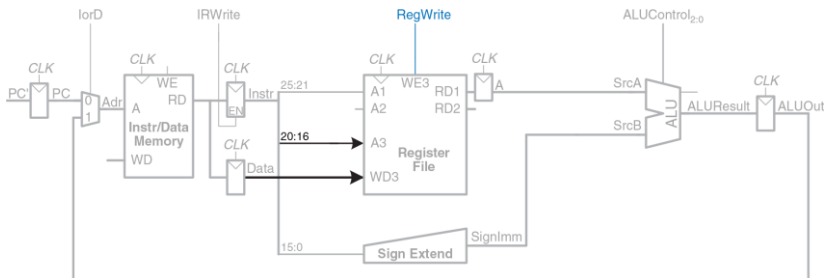 IorD
IRWrite
RegWrite
ALUControl2:0
CLK
CLK
CLK
CLK
CLK
CLK
CLK
PC'
PC
0
1
Adr
A
WE
RD
Instr/Data
Memory
WD
EN
Instr
Data
25:21
20:16
15:0
A1
A2
A3
WD3
WE3
RD1
RD2
Register
File
A
SrcA
SrcB
ALU
ALUResult
ALUOut
Sign Extend
SignImm